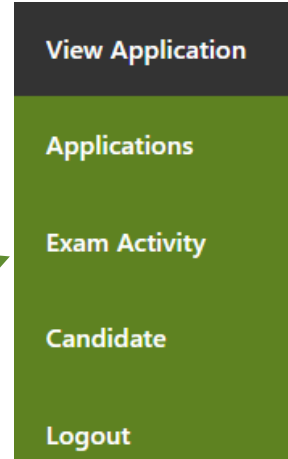 View Application
Applications
Exam Activity
Candidate
Logout